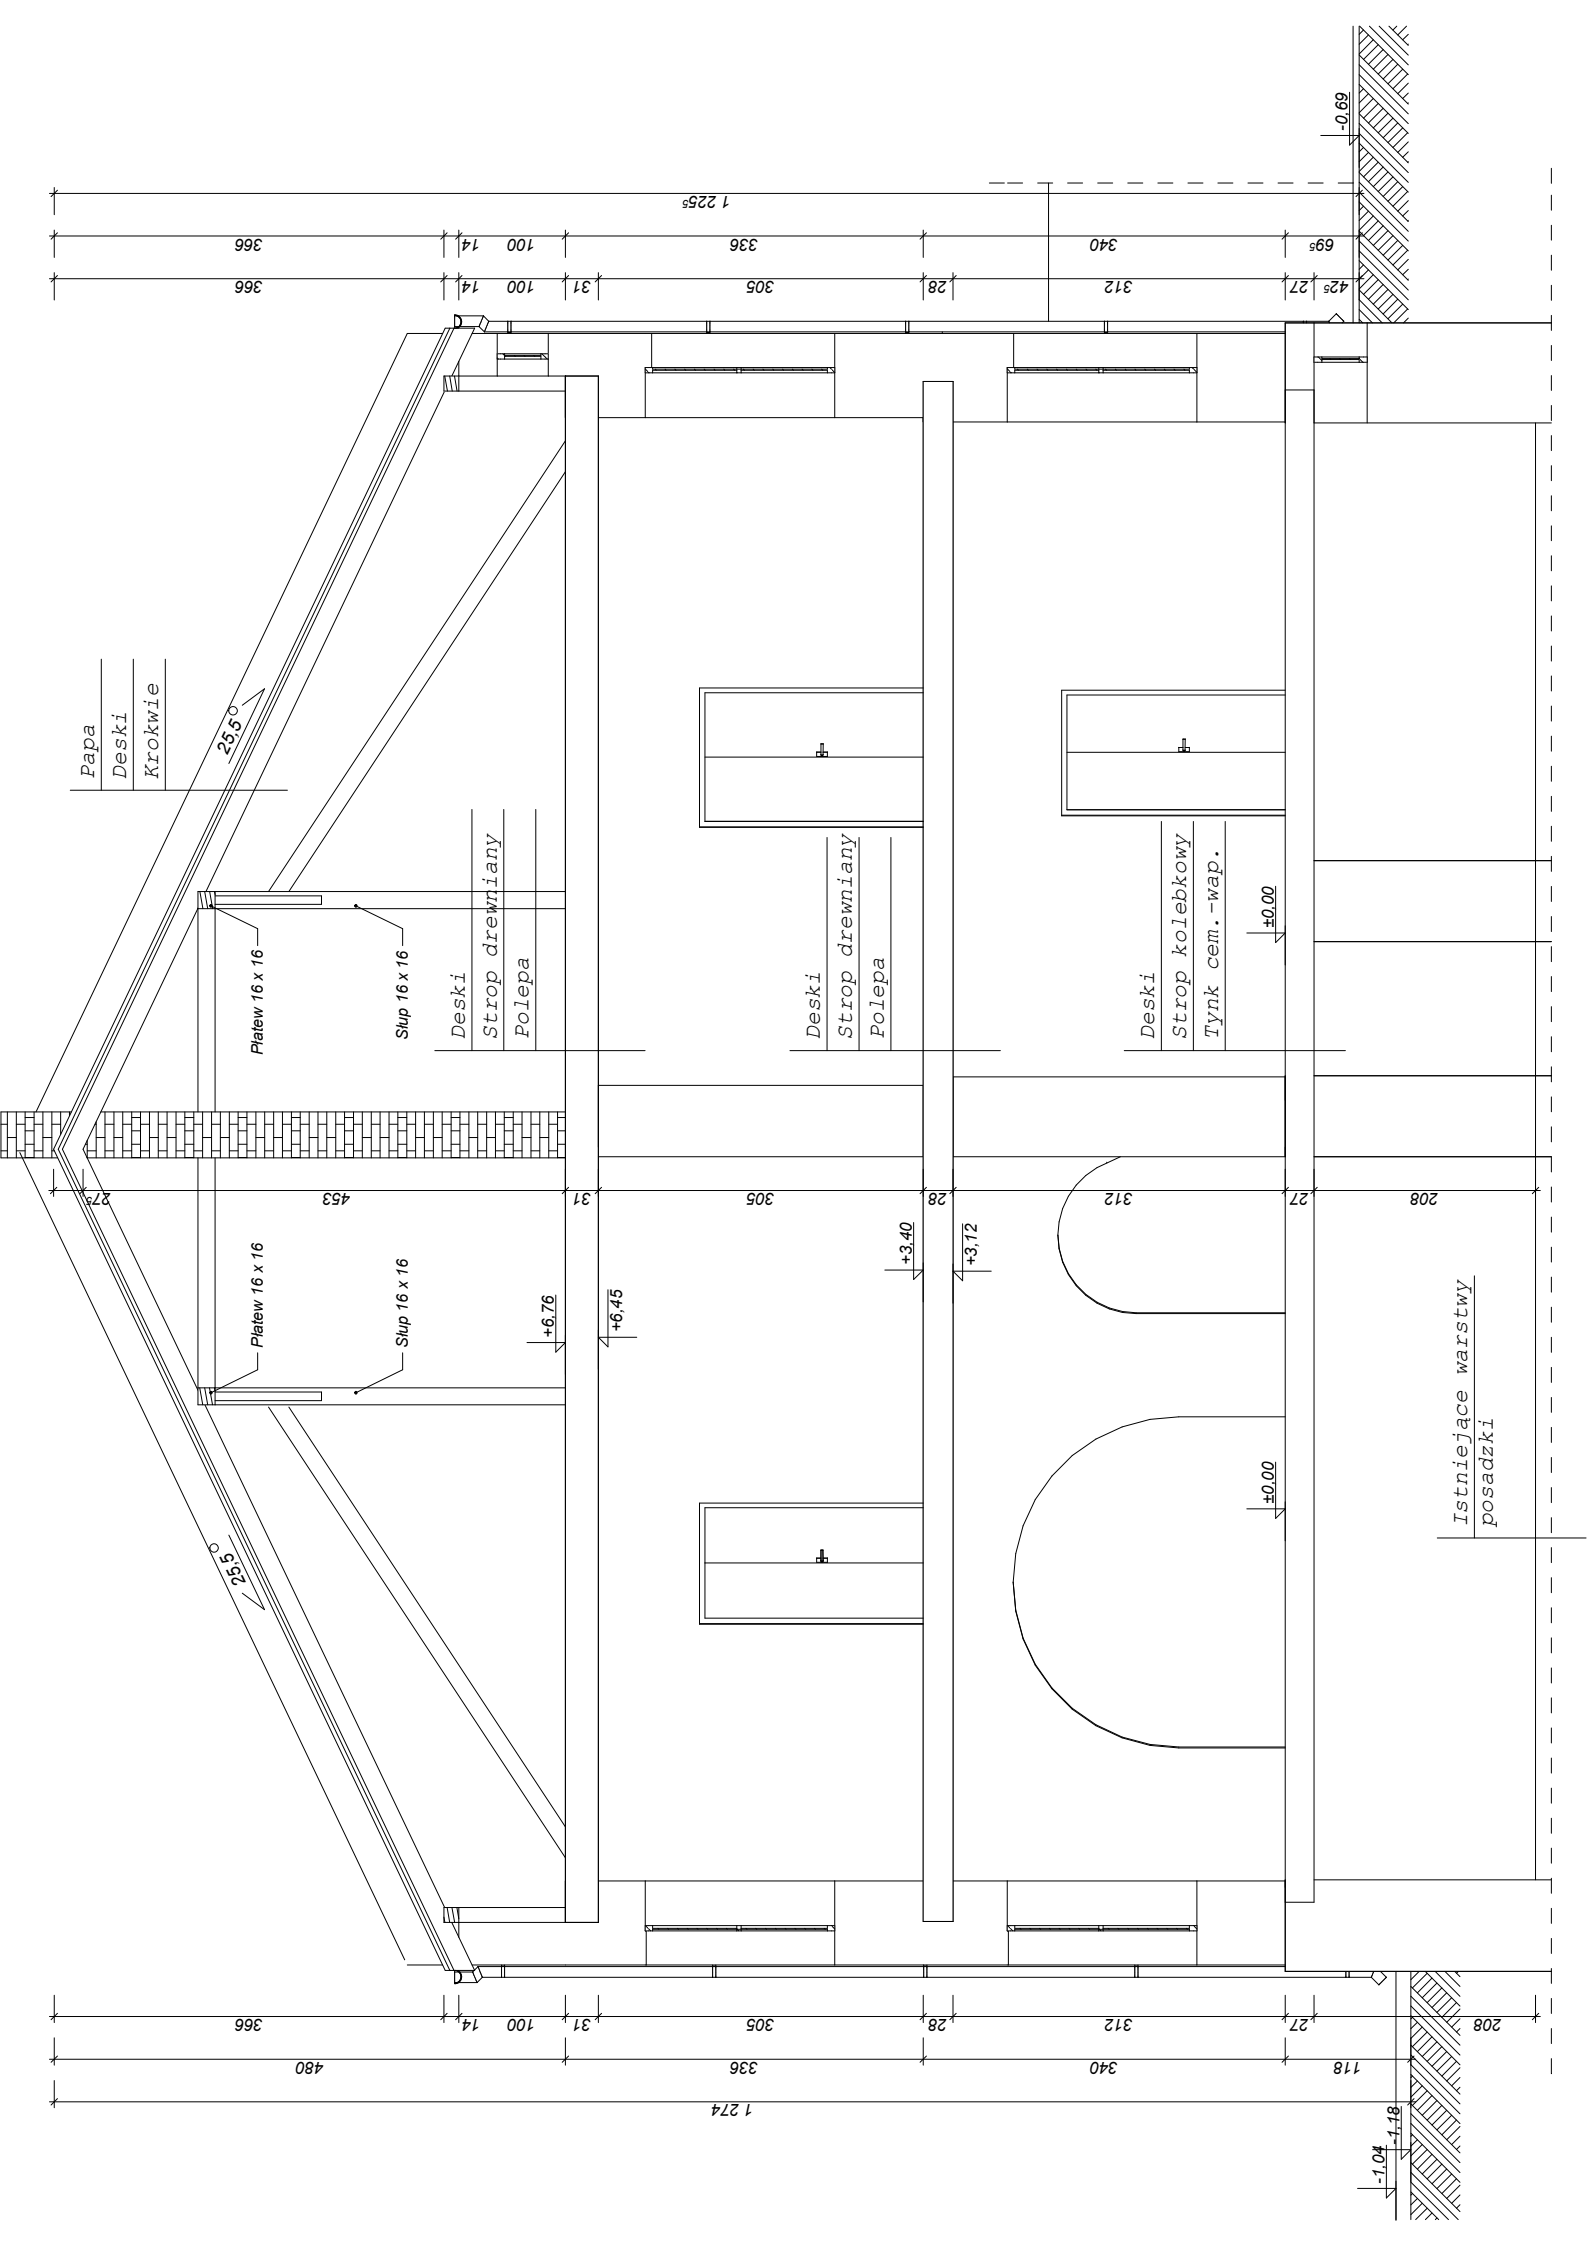 Papa
Deski
Krokwie
25,5°
25,5°
Płatew 16 x 16
Słup 16 x 16
Płatew 16 x 16
Słup 16 x 16
Deski
Strop drewniany
Polepa
Deski
Strop drewniany
Polepa
Deski
Strop kolebkowy
Tynk cem.-wap.
Istniejące warstwy
posadzki
+6,76
+6,45
+3,40
+3,12
±0,00
±0,00
-0,69
-1,04
-1,18
1 225⁵
366
14
100
336
340
69⁵
366
14
100
31
305
28
312
27
42⁵
27⁵
453
31
305
28
312
27
208
366
14
100
31
305
28
312
27
208
480
336
340
118
1 274